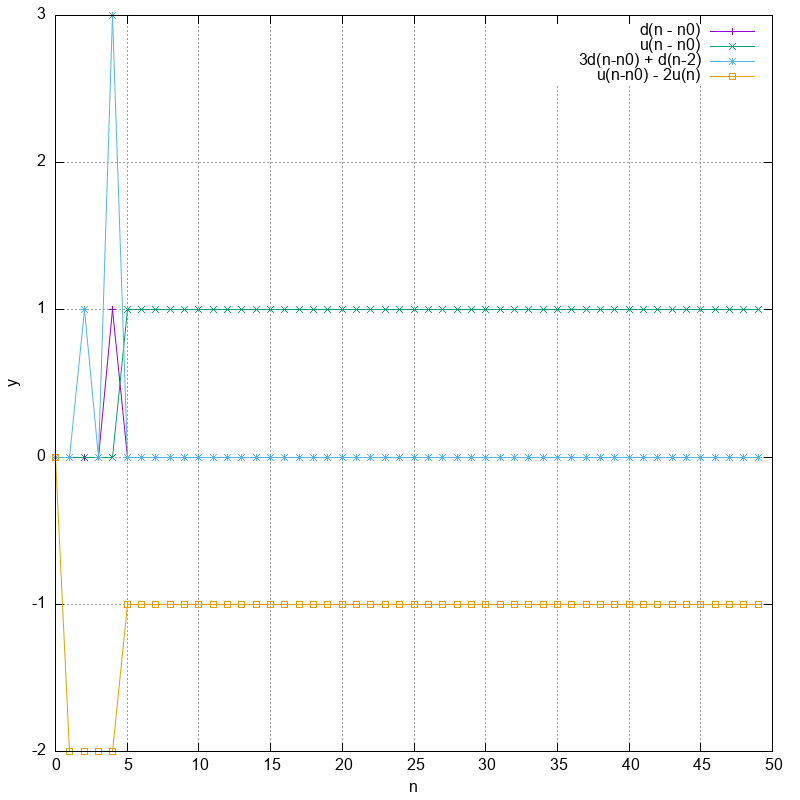 3
d(n - n0)
u(n - n0)
3d(n-n0) + d(n-2)
u(n-n0) - 2u(n)
2
1
y
0
-1
-2
0 5 10 15 20 25 30 35 40 45 50
n